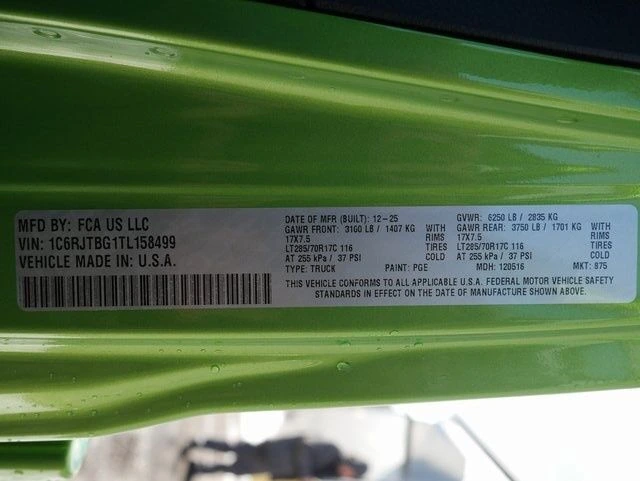 MFD BY: FCA US LLC
VIN: 1C6RJTBG1TL158499
VEHICLE MADE IN: U.S.A.
DATE OF MFR (BUILT): 12-25
GAWR FRONT: 3160 LB / 1407 KG WITH
17X7.5 RIMS
LT285/70R17C 116 TIRES
AT 255 kPa / 37 PSI COLD
TYPE: TRUCK PAINT: PGE
GVWR: 6250 LB / 2835 KG
GAWR REAR: 3750 LB / 1701 KG WITH
17X7.5 RIMS
LT285/70R17C 116 TIRES
AT 255 kPa / 37 PSI COLD
MDH: 120516 MKT: 875
THIS VEHICLE CONFORMS TO ALL APPLICABLE U.S.A. FEDERAL MOTOR VEHICLE SAFETY
STANDARDS IN EFFECT ON THE DATE OF MANUFACTURE SHOWN ABOVE.